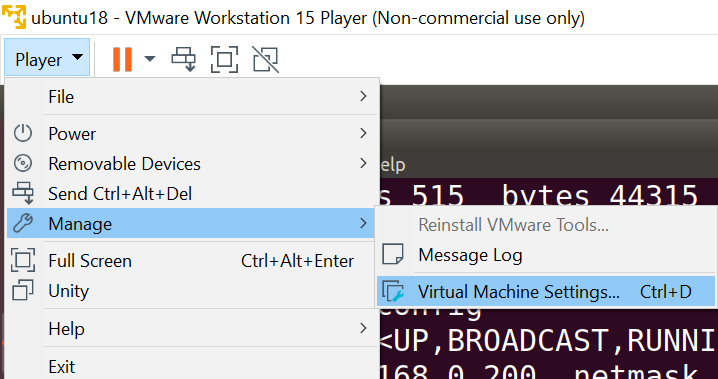 ubuntu18 - VMware Workstation 15 Player (Non-commercial use only)
Player
File
Power
Removable Devices
elp
Send Ctrl+Alt+Del
s 515 bytes 44315
Manage
Reinstall VMware Tools...
Message Log
Full Screen Ctrl+Alt+Enter
Unity
Virtual Machine Settings... Ctrl+D
config
Help
<UP,BROADCAST,RUNNI
168.0.200 netmask
Exit